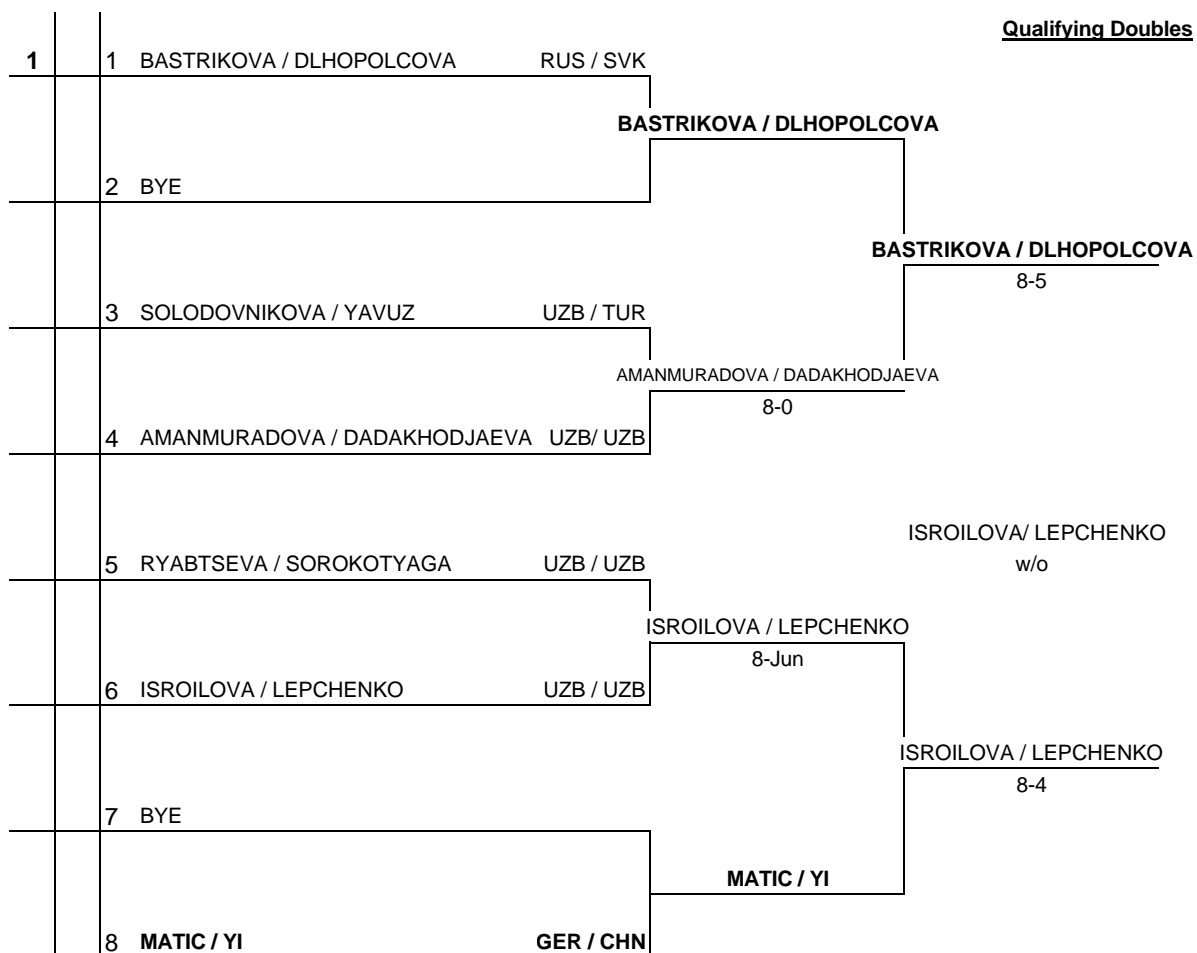 Qualifying Doubles
1 1 BASTRIKOVA / DLHOPOLCOVA RUS / SVK
BASTRIKOVA / DLHOPOLCOVA
2 BYE
BASTRIKOVA / DLHOPOLCOVA
8-5
3 SOLODOVNIKOVA / YAVUZ UZB / TUR
AMANMURADOVA / DADAKHODJAEVA
8-0
4 AMANMURADOVA / DADAKHODJAEVA UZB/ UZB
ISROILOVA/ LEPCHENKO
5 RYABTSEVA / SOROKOTYAGA UZB / UZB w/o
ISROILOVA / LEPCHENKO
8-Jun
6 ISROILOVA / LEPCHENKO UZB / UZB
ISROILOVA / LEPCHENKO
8-4
7 BYE
MATIC / YI
8 MATIC / YI GER / CHN